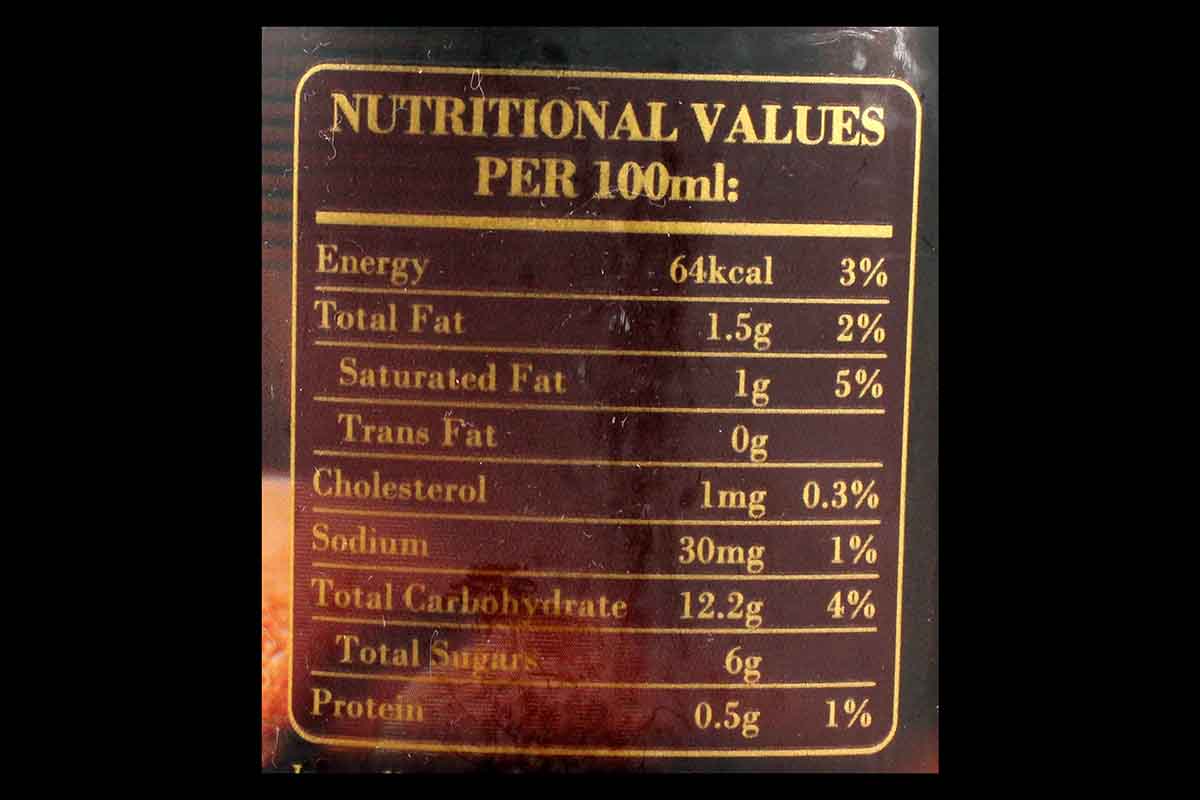 NUTRITIONAL VALUES
PER 100ml:
Energy 64kcal 3%
Total Fat 1.5g 2%
Saturated Fat 1g 5%
Trans Fat 0g
Cholesterol 1mg 0.3%
Sodium 30mg 1%
Total Carbohydrate 12.2g 4%
Total Sugars 6g
Protein 0.5g 1%